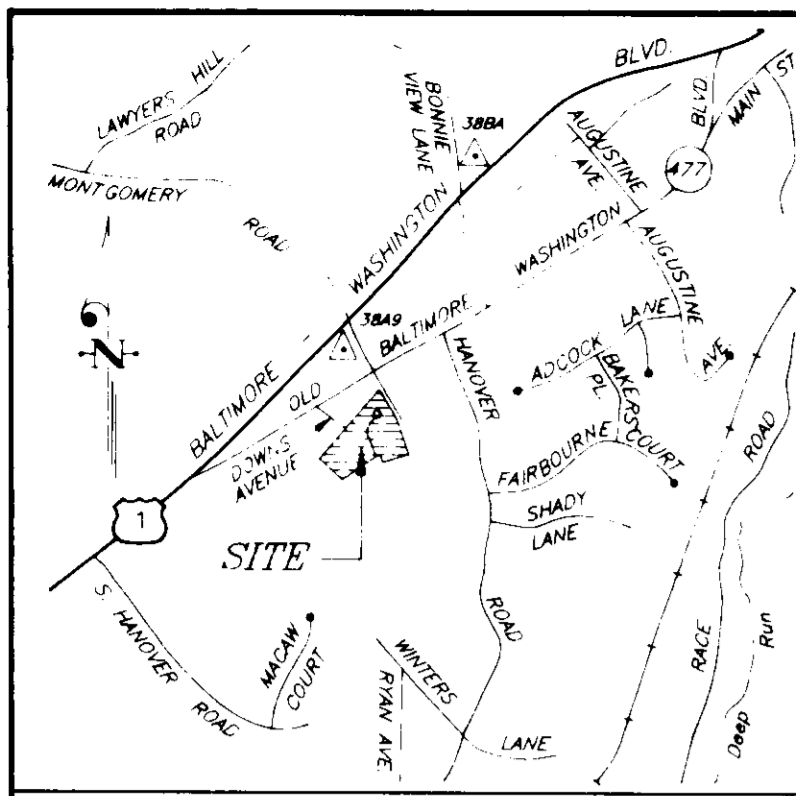 LAWYERS HILL
ROAD
MONTGOMERY
ROAD
BONNIE
VIEW LANE
38BA
BLVD.
BLVD.
MAIN ST
477
AUGUSTINE
AVE.
BALTIMORE WASHINGTON
38A9
OLD BALTIMORE WASHINGTON
AUGUSTINE
AVE
N
HANOVER
ROAD
ADCOCK LANE
BAKERS
PL.
FAIRBOURNE COURT
SHADY
LANE
DOWNS
AVENUE
1
SITE
S. HANOVER
ROAD
MACAW
COURT
WINTERS
LANE
RYAN AVE.
RACE ROAD
Deep Run